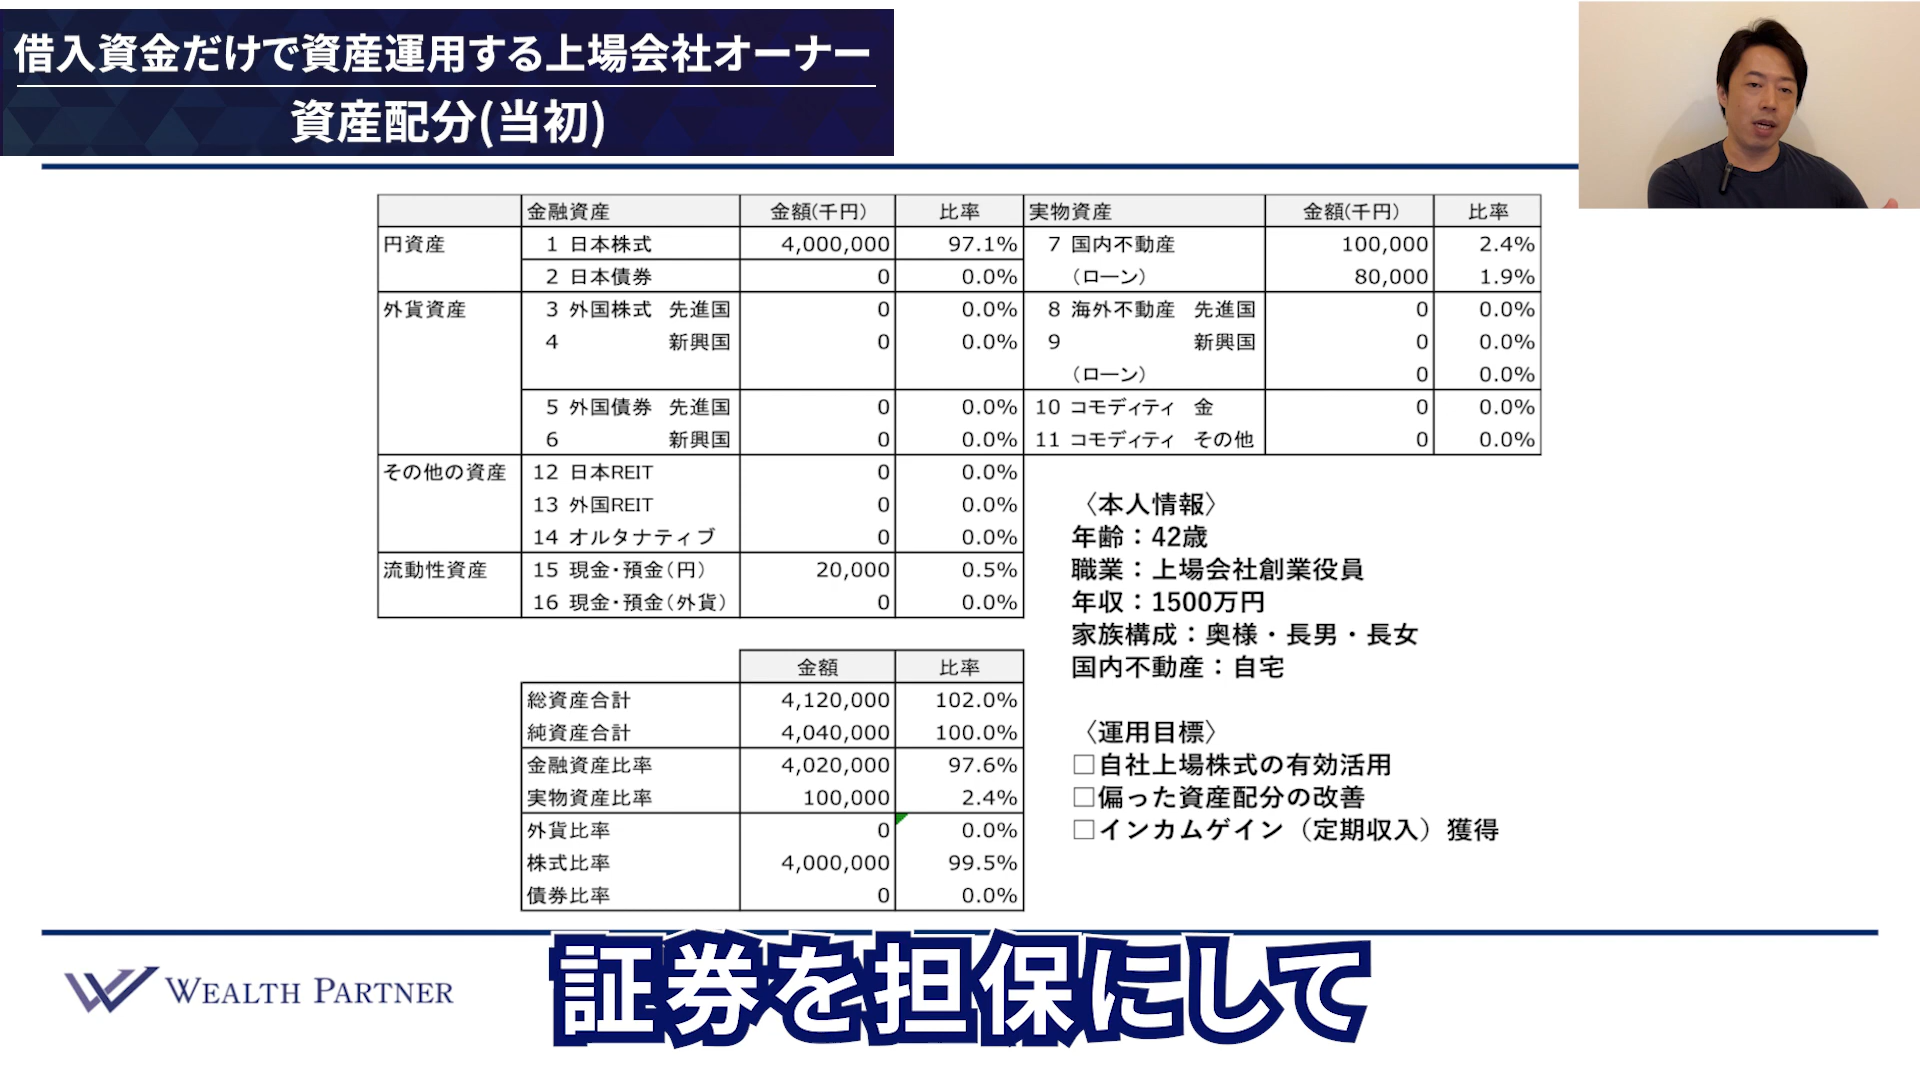 借入資金だけで資産運用する上場会社オーナー
資産配分(当初)
金融資産 金額(千円) 比率 実物資産 金額(千円) 比率
円資産 1 日本株式 4,000,000 97.1% 7 国内不動産 100,000 2.4%
2 日本債券 0 0.0% (ローン) 80,000 1.9%
外貨資産 3 外国株式 先進国 0 0.0% 8 海外不動産 先進国 0 0.0%
4 新興国 0 0.0% 9 新興国 0 0.0%
(ローン) 0 0.0%
5 外国債券 先進国 0 0.0% 10 コモディティ 金 0 0.0%
6 新興国 0 0.0% 11 コモディティ その他 0 0.0%
その他の資産 12 日本REIT 0 0.0%
13 外国REIT 0 0.0%
14 オルタナティブ 0 0.0%
流動性資産 15 現金・預金(円) 20,000 0.5%
16 現金・預金(外貨) 0 0.0%
金額 比率
総資産合計 4,120,000 102.0%
純資産合計 4,040,000 100.0%
金融資産比率 4,020,000 97.6%
実物資産比率 100,000 2.4%
外貨比率 0 0.0%
株式比率 4,000,000 99.5%
債券比率 0 0.0%
〈本人情報〉
年齢：42歳
職業：上場会社創業役員
年収：1500万円
家族構成：奥様・長男・長女
国内不動産：自宅
〈運用目標〉
□自社上場株式の有効活用
□偏った資産配分の改善
□インカムゲイン（定期収入）獲得
WEALTH PARTNER
証券を担保にして